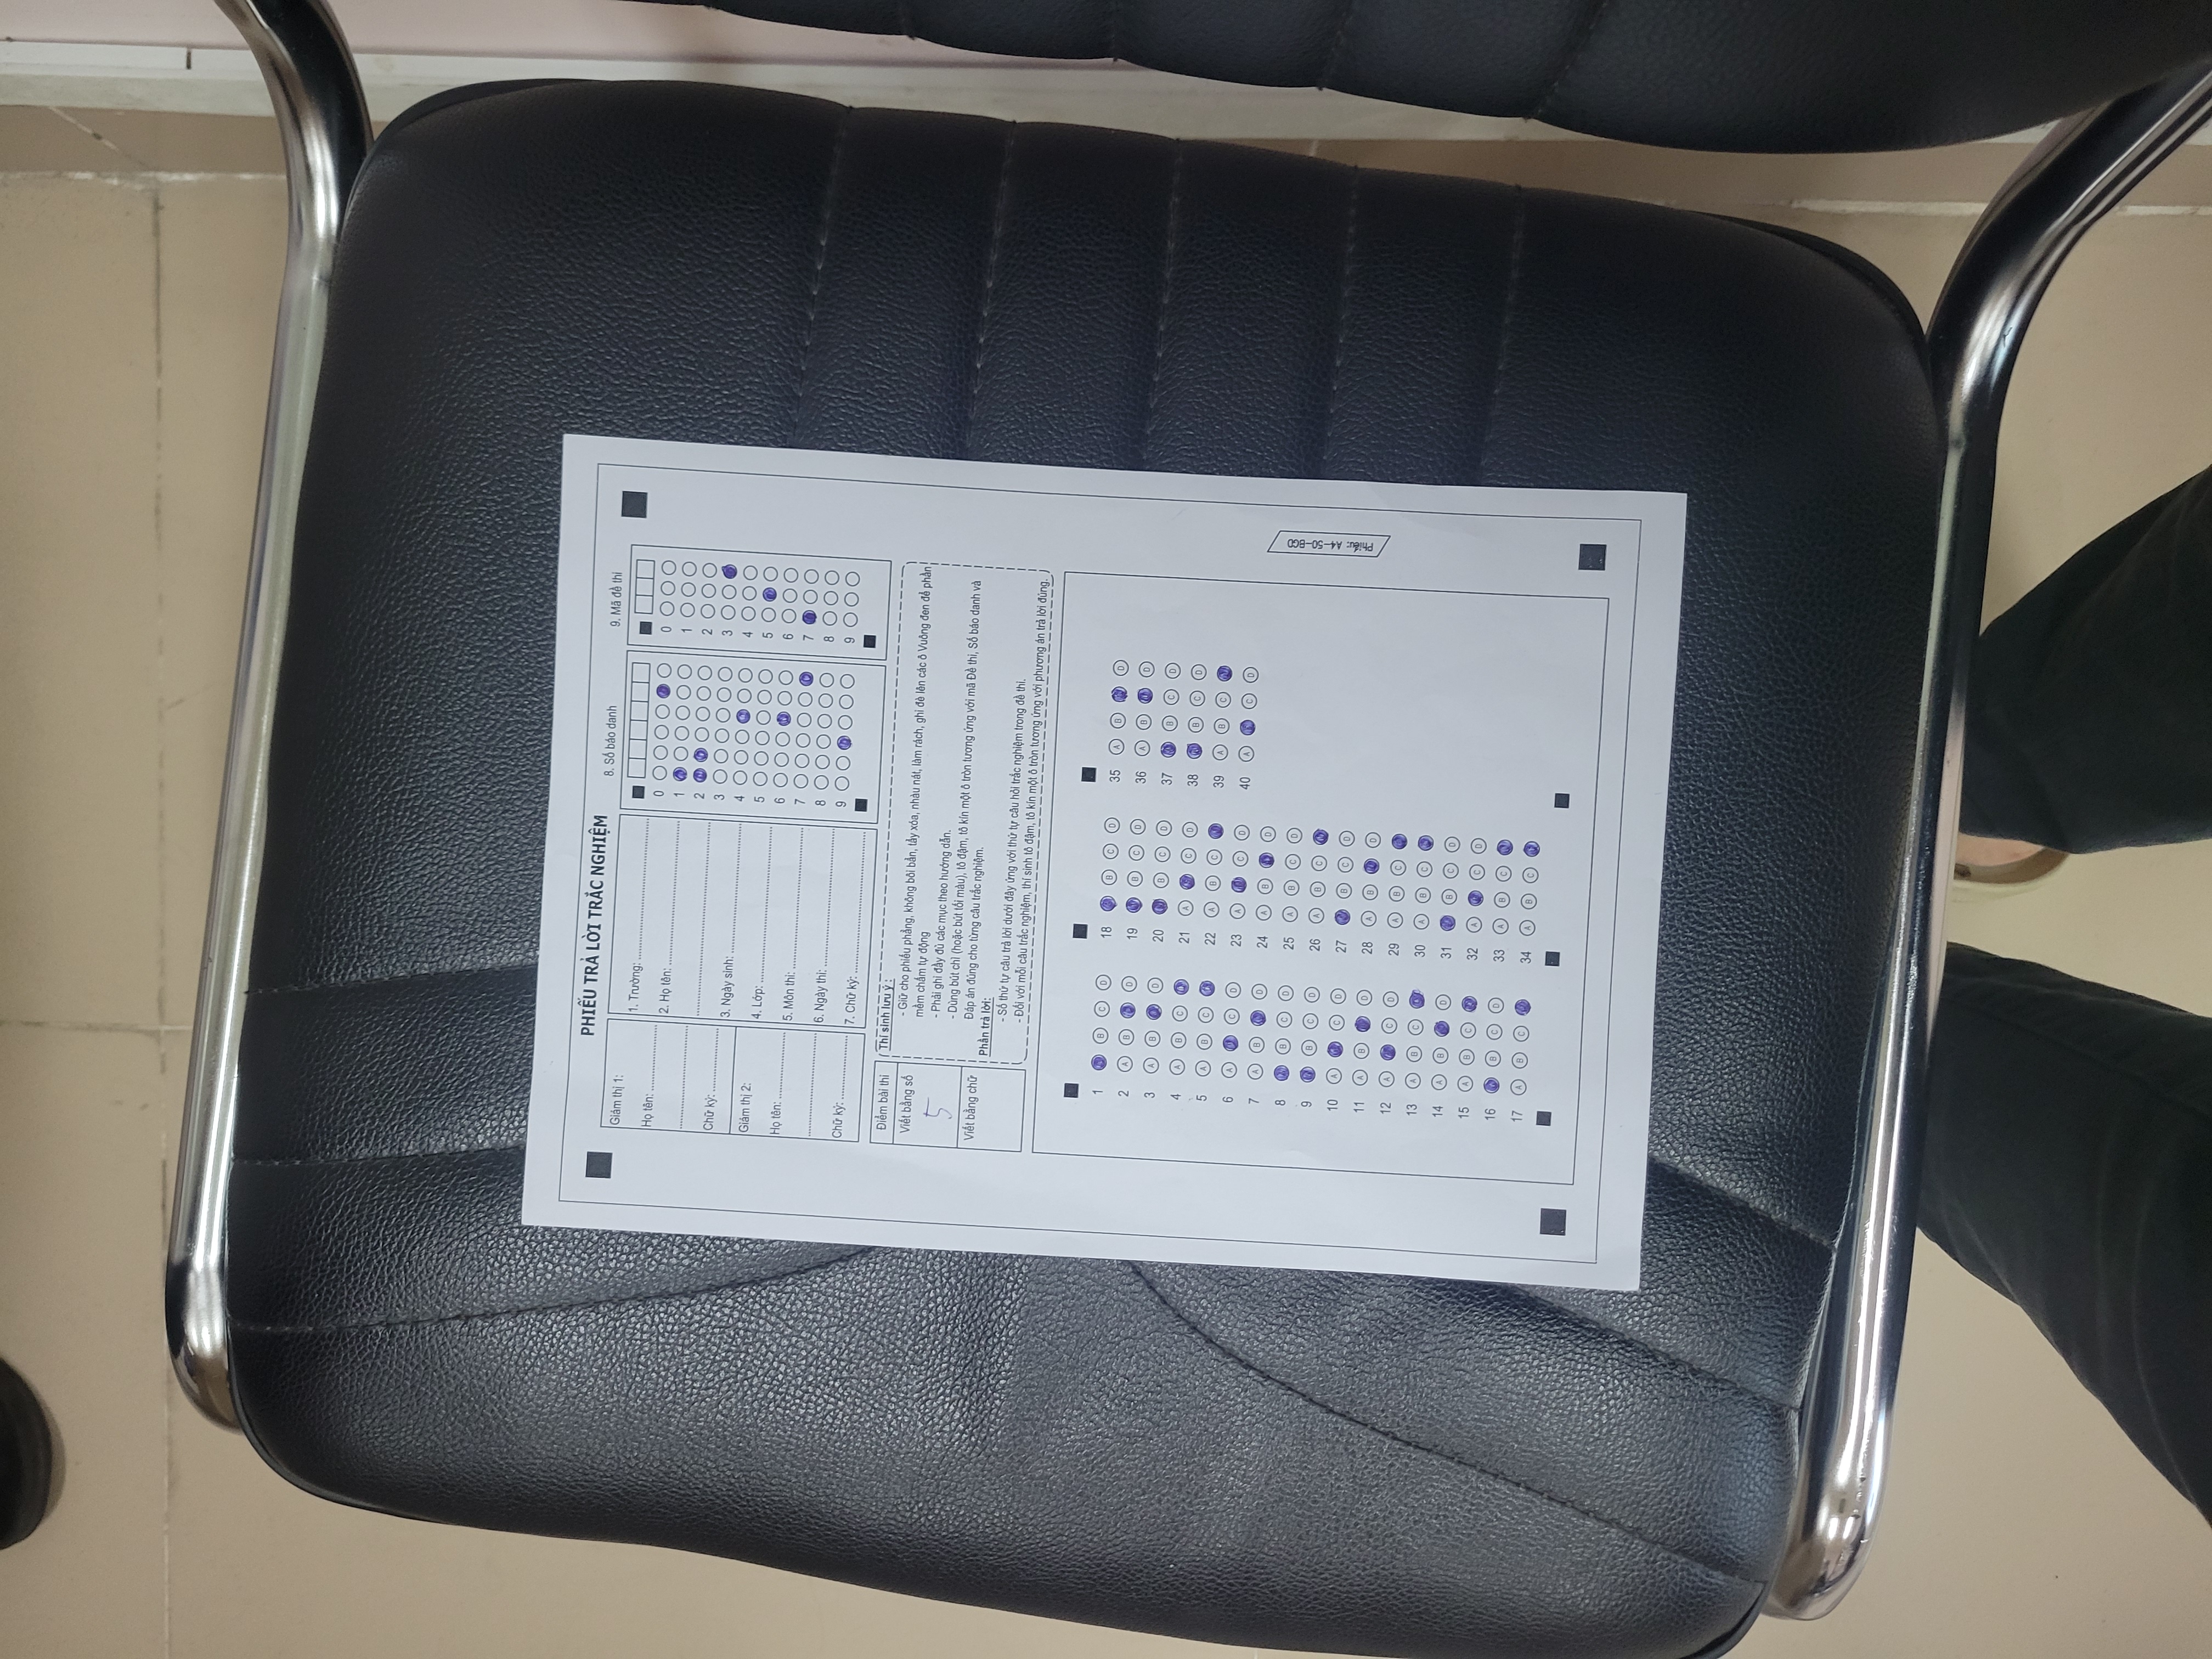 PHIẾU TRẢ LỜI TRẮC NGHIỆM
8. Số báo danh
9. Mã đề thi
Giám thị 1:
Họ tên:
Chữ ký:
Giám thị 2:
Họ tên:
Chữ ký:
1. Trường:
2. Họ tên:
3. Ngày sinh:
4. Lớp:
5. Môn thi:
6. Ngày thi:
7. Chữ ký:
0
1
2
3
4
5
6
7
8
9
0
1
2
3
4
5
6
7
8
9
Điểm bài thi
Viết bằng số
5
Viết bằng chữ
Thí sinh lưu ý :
- Giữ cho phiếu phẳng, không bôi bẩn, tẩy xóa, nhàu nát, làm rách, ghi đè lên các ô Vuông đen để phần
mềm chấm tự động
- Phải ghi đầy đủ các mục theo hướng dẫn.
- Dùng bút chì (hoặc bút tối màu), tô đậm, tô kín một ô tròn tương ứng với mã Đề thi, Số báo danh và
Đáp án đúng cho từng câu trắc nghiệm.
Phần trả lời:
- Số thứ tự câu trả lời dưới đây ứng với thứ tự câu hỏi trắc nghiệm trong đề thi.
- Đối với mỗi câu trắc nghiệm, thí sinh tô đậm, tô kín một ô tròn tương ứng với phương án trả lời đúng.
1 B C D
2 A B D
3 A B D
4 A B C
5 A B C
6 A C D
7 A B D
8 B C D
9 B C D
10 A C D
11 A B D
12 A C D
13 A B C
14 A B D
15 A B C
16 B C D
17 A B C
18 B C D
19 B C D
20 B C D
21 A C D
22 A B C
23 A C D
24 A B D
25 A B C D
26 A B C
27 B C D
28 A B D
29 A B C
30 A B C
31 B C D
32 A C D
33 A B C
34 A B C
35 A B D
36 A B D
37 B C D
38 B C D
39 A B C
40 A C D
Phiếu: A4-50-BGD